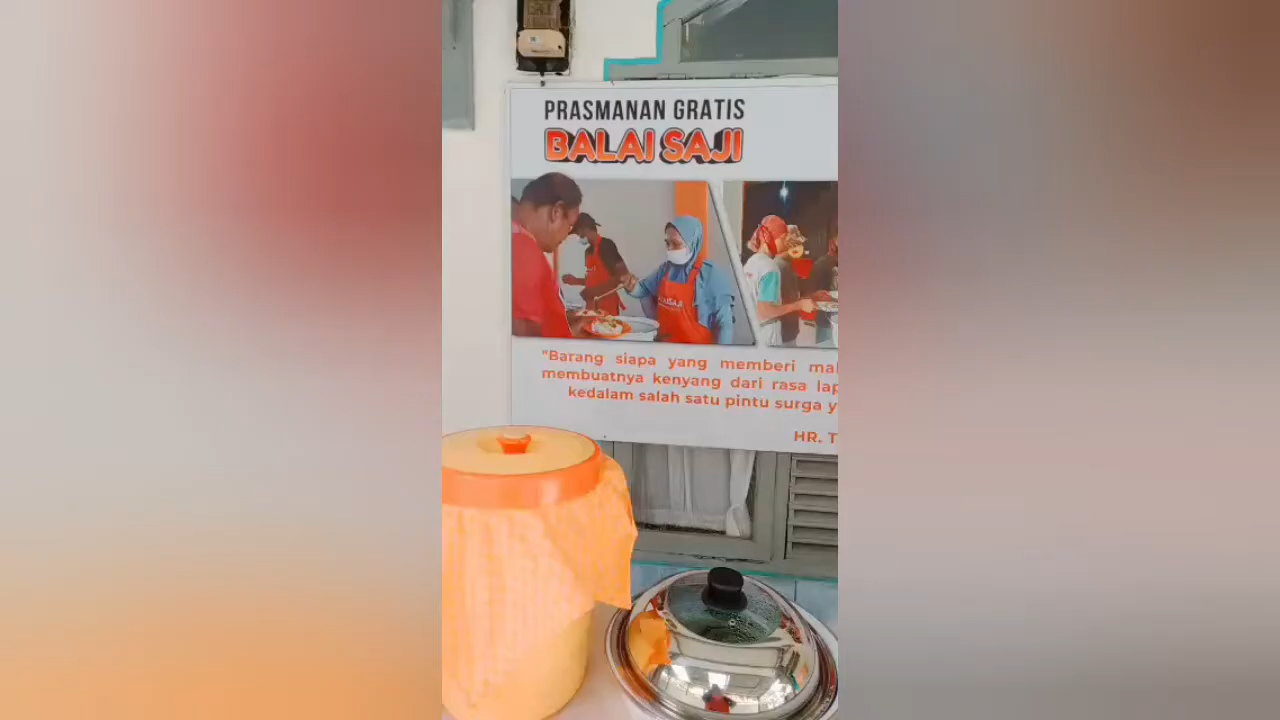 PRASMANAN GRATIS
BALAI SAJI
"Barang siapa yang memberi
membuatnya kenyang dari rasa
kedalam salah satu pintu surga
HR.